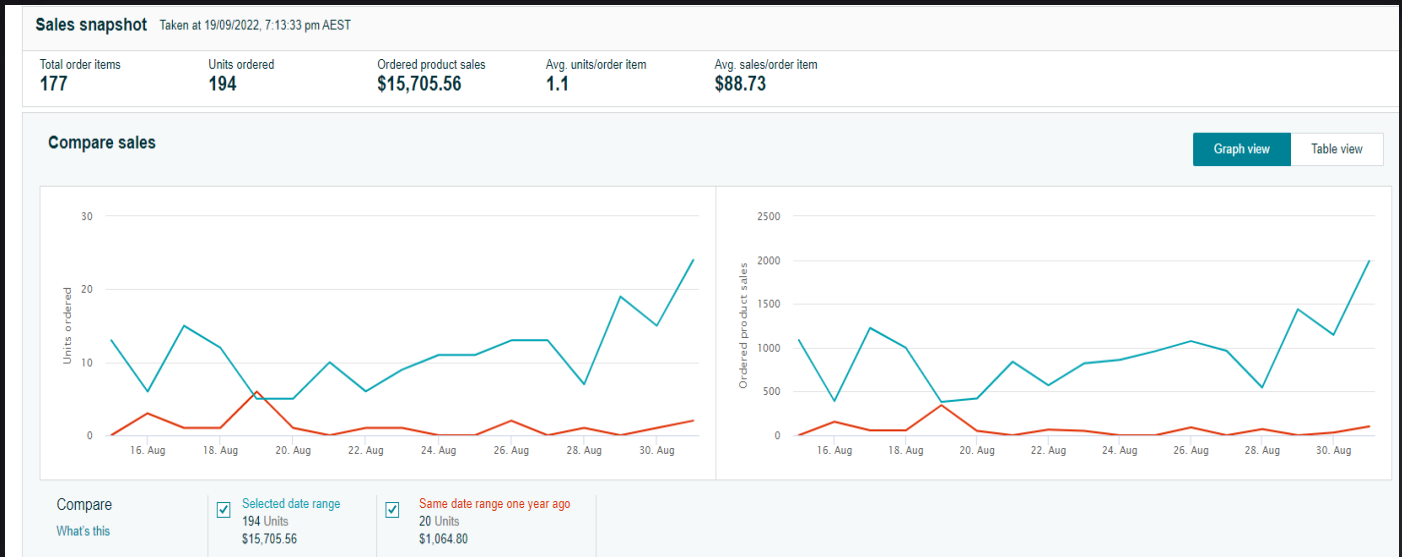 Sales snapshot Taken at 19/09/2022, 7:13:33 pm AEST
Total order items Units ordered Ordered product sales Avg. units/order item Avg. sales/order item
177 194 $15,705.56 1.1 $88.73
Compare sales
Graph view Table view
Units ordered
30
20
10
0
16. Aug 18. Aug 20. Aug 22. Aug 24. Aug 26. Aug 28. Aug 30. Aug
Ordered product sales
2500
2000
1500
1000
500
0
16. Aug 18. Aug 20. Aug 22. Aug 24. Aug 26. Aug 28. Aug 30. Aug
Compare
What's this
Selected date range
194 Units
$15,705.56
Same date range one year ago
20 Units
$1,064.80